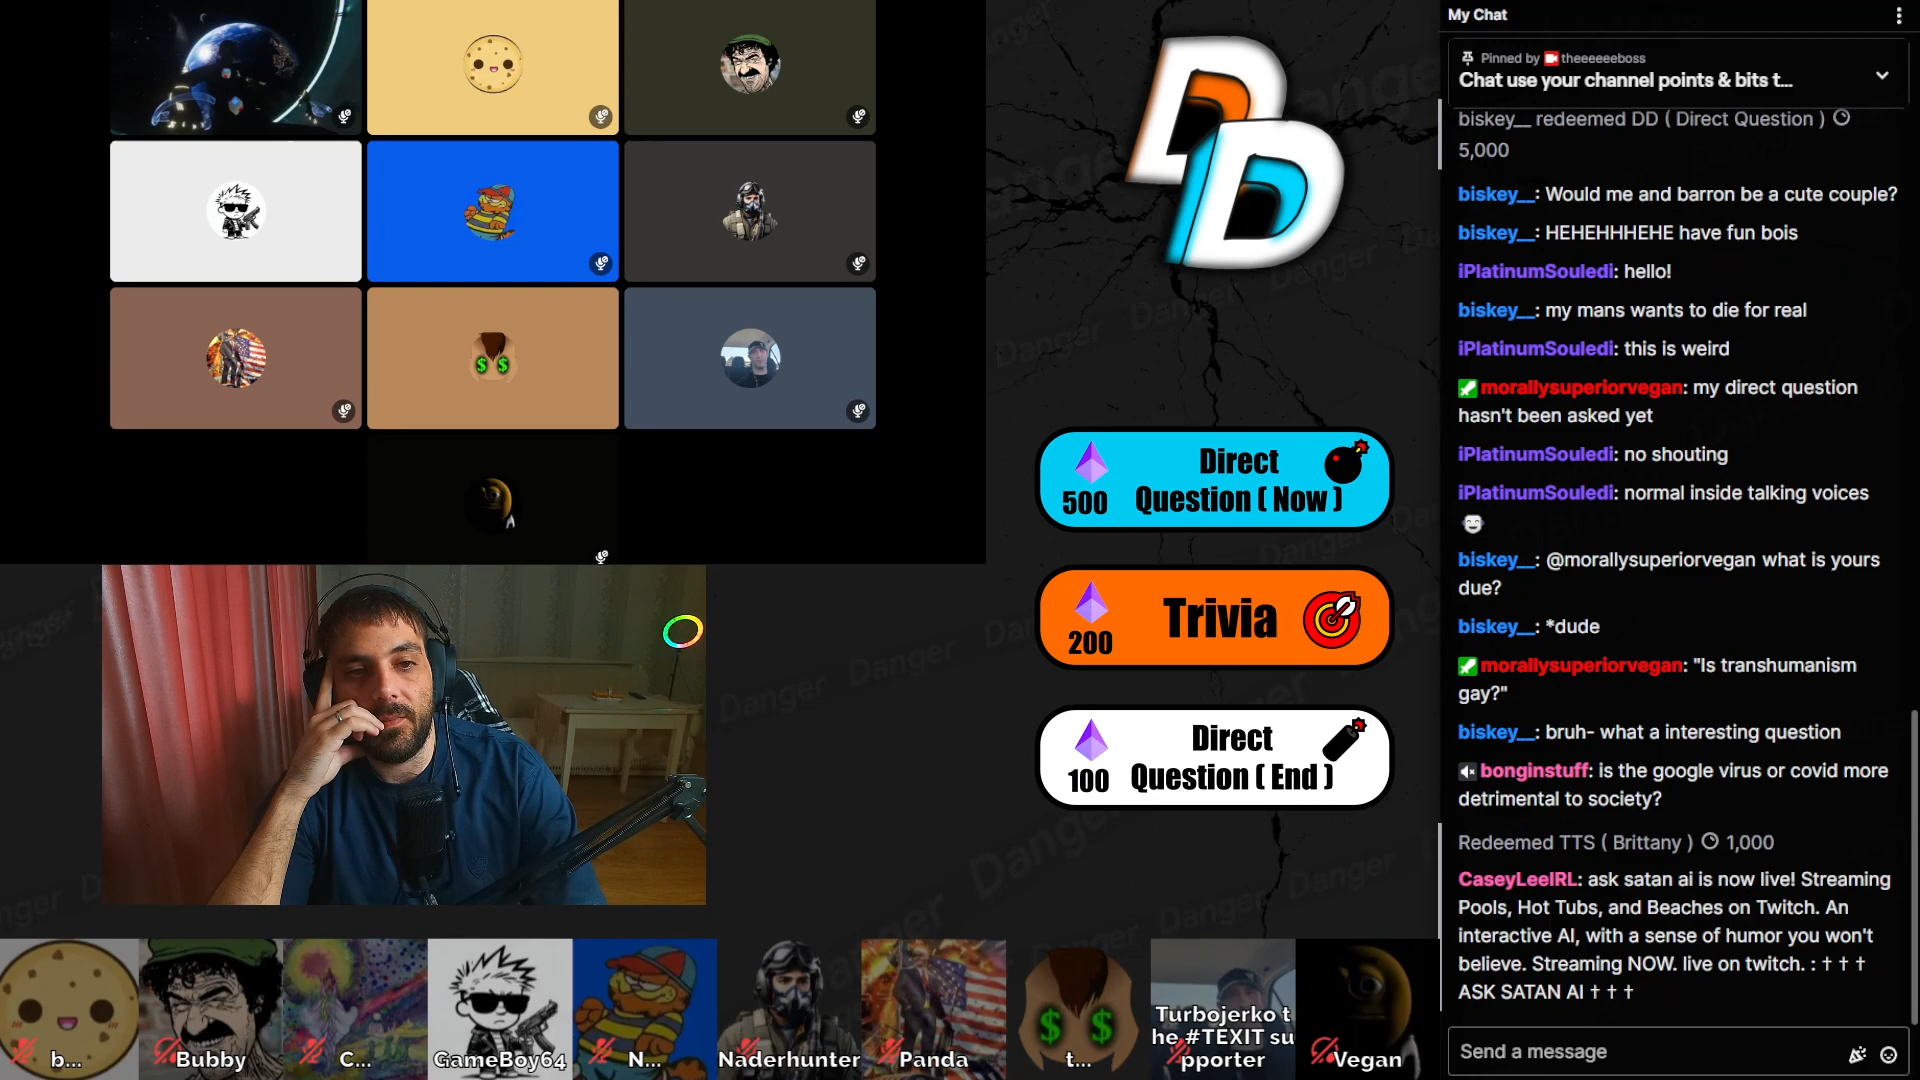 My Chat
Pinned by theeeeeboss
Chat use your channel points & bits t...
biskey__ redeemed DD ( Direct Question )
5,000
biskey__: Would me and barron be a cute couple?
biskey__: HEHEHHHEHE have fun bois
iPlatinumSouledi: hello!
biskey__: my mans wants to die for real
iPlatinumSouledi: this is weird
morallysuperiorvegan: my direct question
hasn't been asked yet
iPlatinumSouledi: no shouting
iPlatinumSouledi: normal inside talking voices
biskey__: @morallysuperiorvegan what is yours
due?
biskey__: *dude
morallysuperiorvegan: "Is transhumanism
gay?"
biskey__: bruh- what a interesting question
bonginstuff: is the google virus or covid more
detrimental to society?
Redeemed TTS ( Brittany ) 1,000
CaseyLeeIRL: ask satan ai is now live! Streaming
Pools, Hot Tubs, and Beaches on Twitch. An
interactive AI, with a sense of humor you won't
believe. Streaming NOW. live on twitch. : † † †
ASK SATAN AI † † †
Send a message
DD
500
Direct
Question ( Now )
200
Trivia
100
Direct
Question ( End )
Danger
b...
Bubby
C...
GameBoy64
N...
Naderhunter
Panda
t...
Turbojerko t
he #TEXIT su
pporter
Vegan